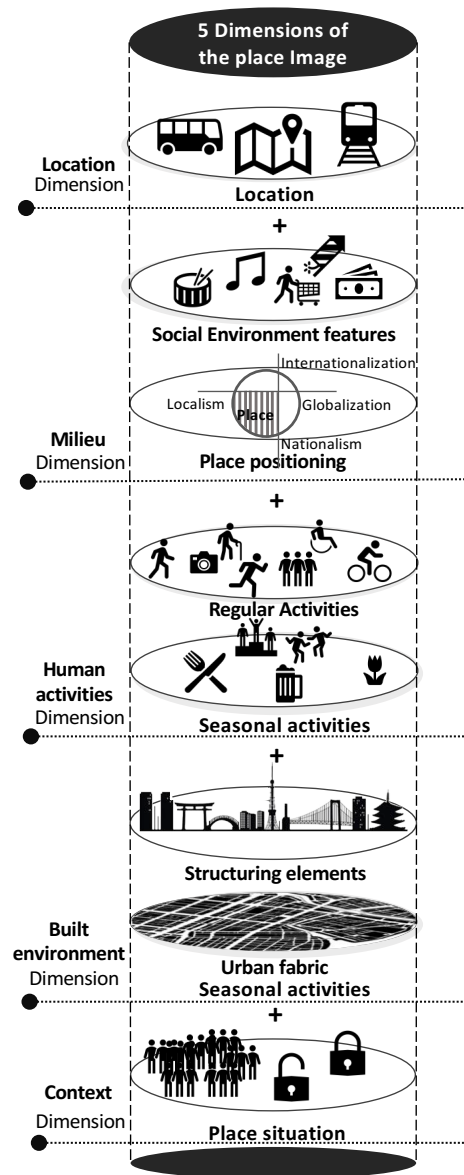 5 Dimensions of
the place Image
Location
Dimension
Location
+
Social Environment features
Internationalization
Localism
Place
Globalization
Nationalism
Milieu
Dimension
Place positioning
+
Regular Activities
Human
activities
Dimension
Seasonal activities
+
Structuring elements
Built
environment
Dimension
Urban fabric
Seasonal activities
+
Context
Dimension
Place situation